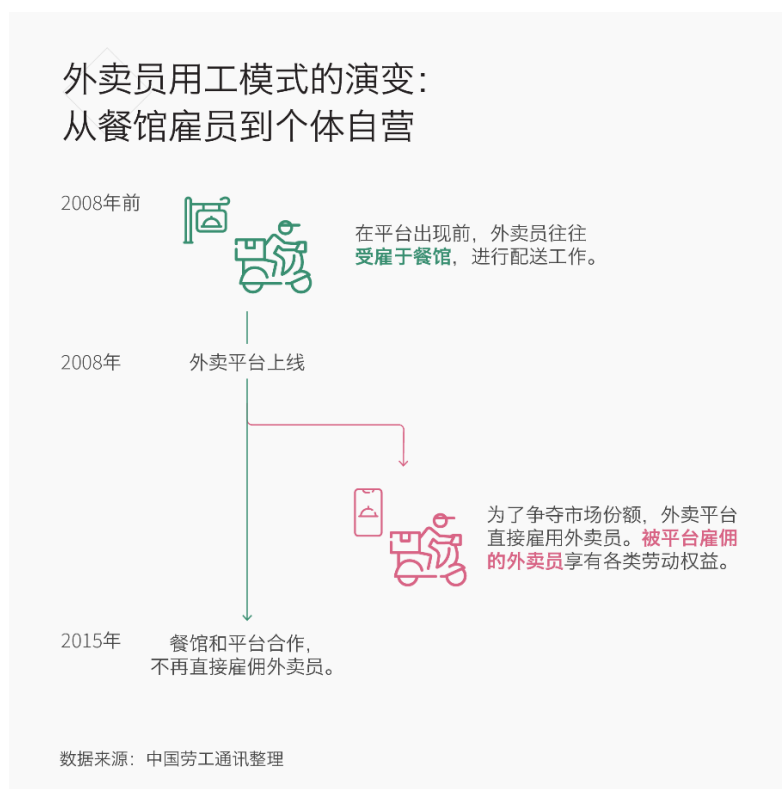 外卖员用工模式的演变：
从餐馆雇员到个体自营
2008年前
在平台出现前，外卖员往往
受雇于餐馆，进行配送工作。
2008年
外卖平台上线
为了争夺市场份额，外卖平台
直接雇用外卖员。被平台雇佣
的外卖员享有各类劳动权益。
2015年
餐馆和平台合作，
不再直接雇佣外卖员。
数据来源：中国劳工通讯整理